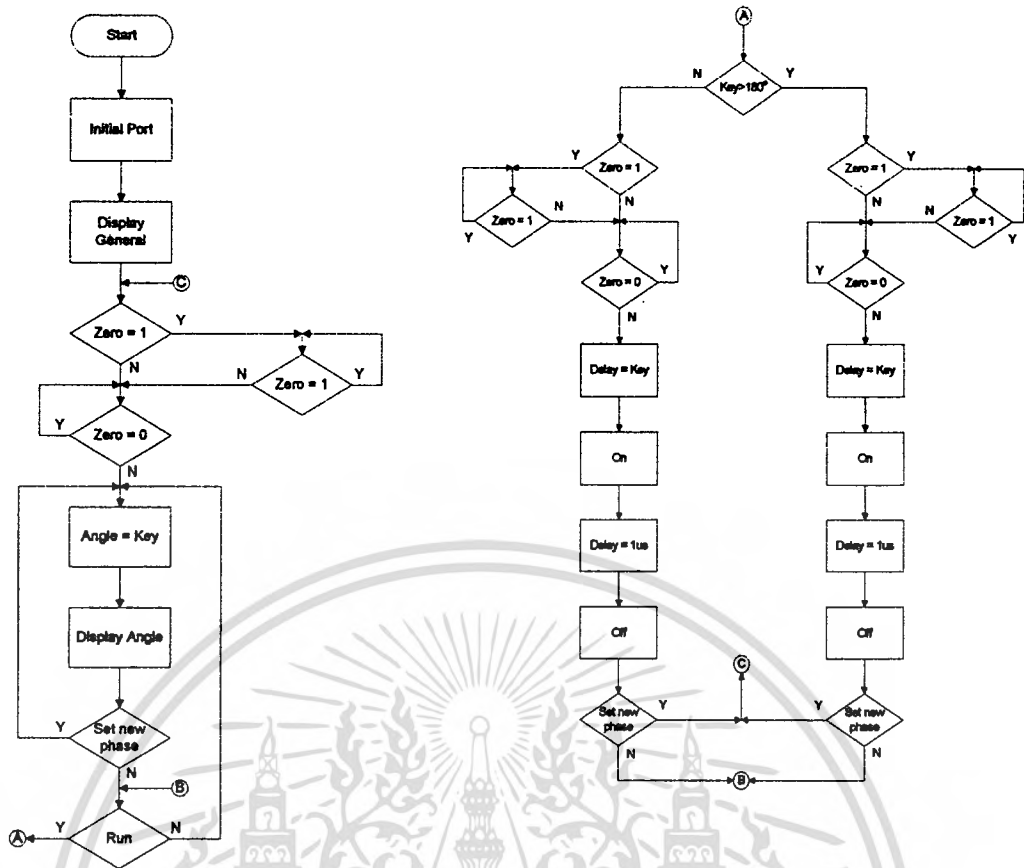 Start
Initial Port
Display
General
C
Zero = 1
Y
N
Zero = 1
N
Y
Zero = 0
Y
N
Angle = Key
Display Angle
Set new
phase
Y
N
B
Run
Y
N
A
A
Key>180°
N
Y
Zero = 1
Y
N
Zero = 1
N
Y
Zero = 0
Y
N
Delay = Key
On
Delay = 1us
Off
Set new
phase
Y
N
Zero = 1
Y
N
Zero = 1
N
Y
Zero = 0
Y
N
Delay = Key
On
Delay = 1us
Off
Set new
phase
Y
N
C
B